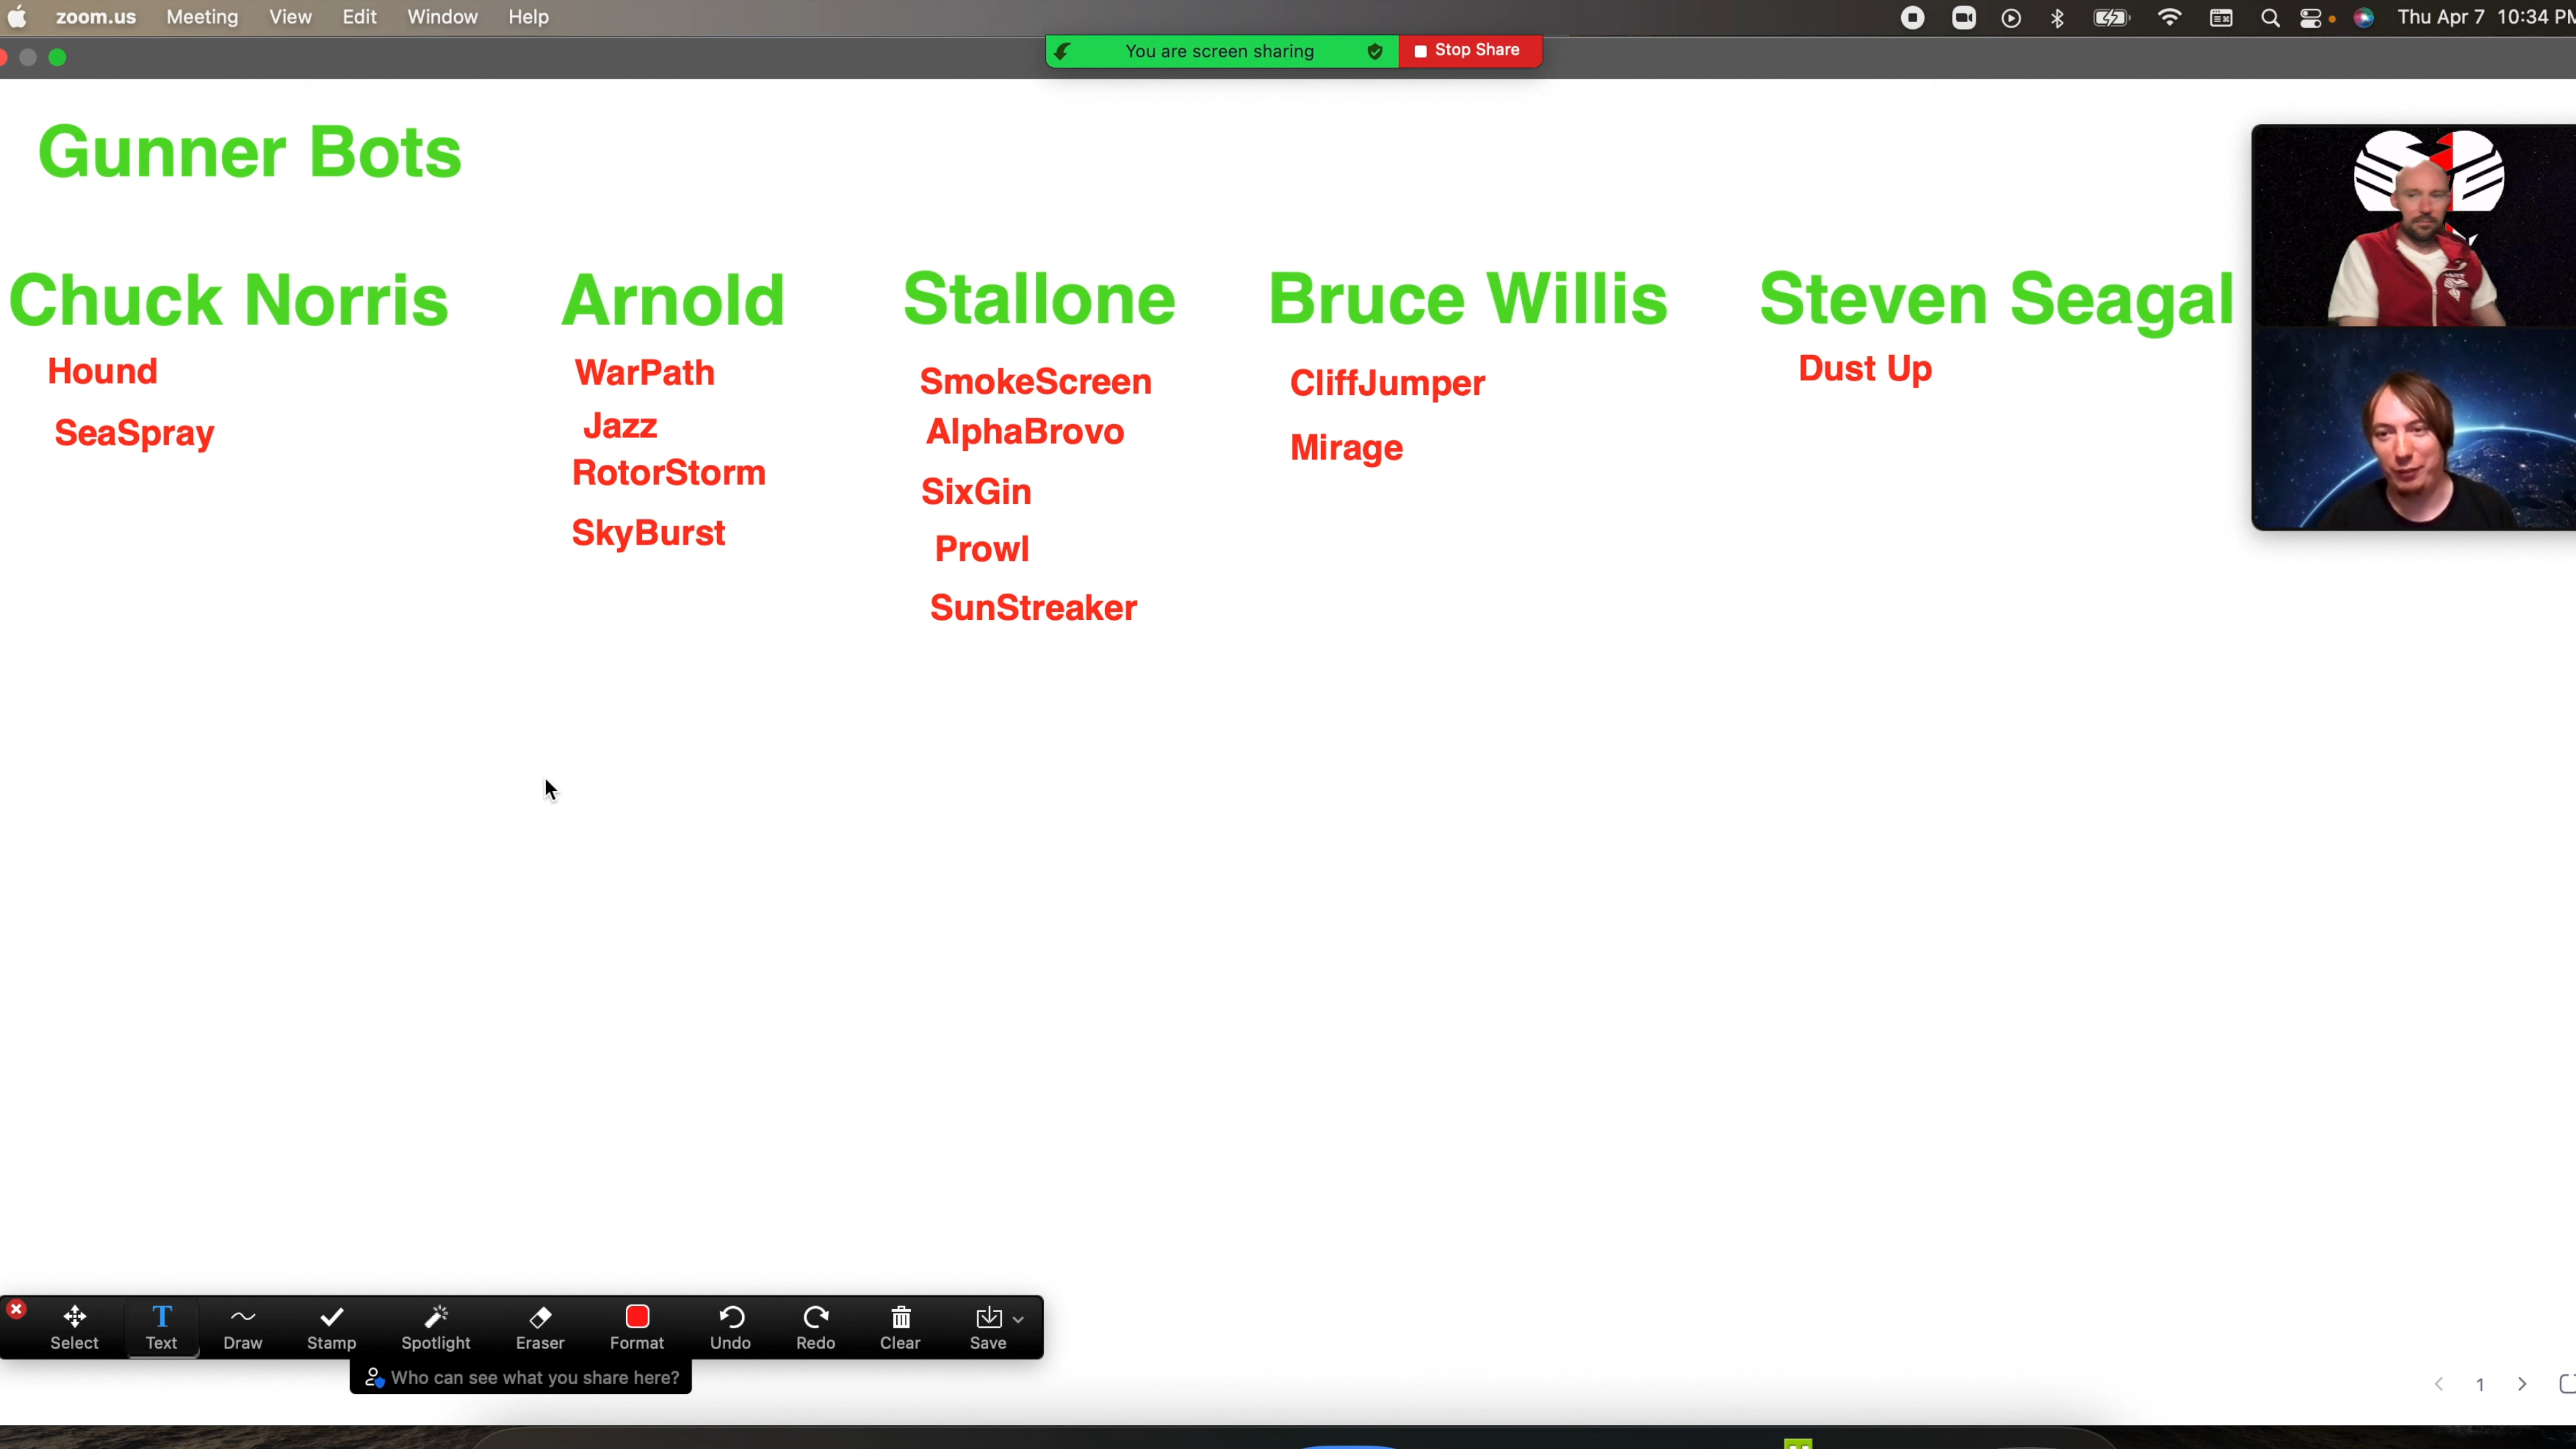 zoom.us Meeting View Edit Window Help Thu Apr 7 10:34 PM
You are screen sharing Stop Share
Gunner Bots
Chuck Norris Arnold Stallone Bruce Willis Steven Seagal
Hound WarPath SmokeScreen CliffJumper Dust Up
SeaSpray Jazz AlphaBrovo Mirage
RotorStorm SixGin
SkyBurst Prowl
SunStreaker
Select Text Draw Stamp Spotlight Eraser Format Undo Redo Clear Save
Who can see what you share here?
1